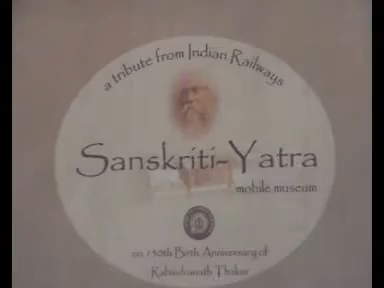 a tribute from Indian Railways
Sanskriti-Yatra
mobile museum
on 150th Birth Anniversary of
Rabindranath Thakur